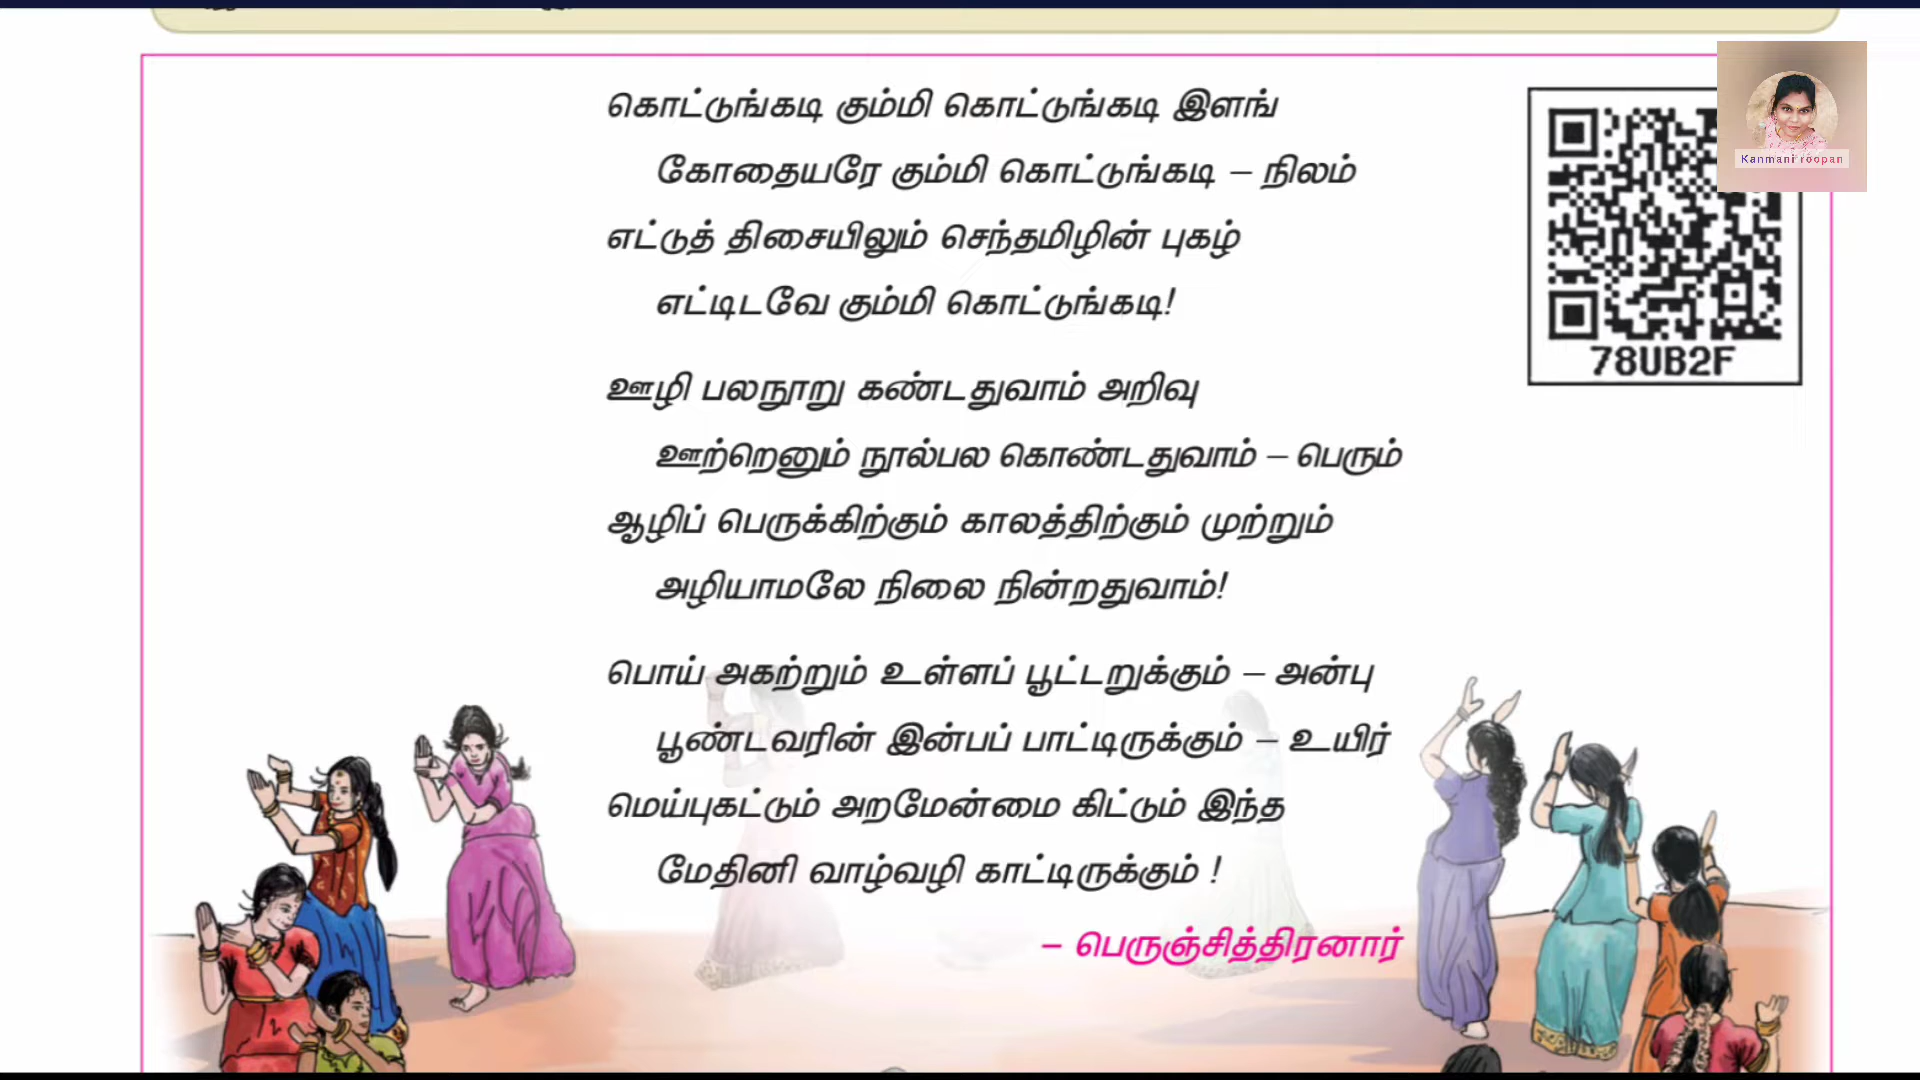 கொட்டுங்கடி கும்மி கொட்டுங்கடி இளங்
கோதையரே கும்மி கொட்டுங்கடி – நிலம்
எட்டுத் திசையிலும் செந்தமிழின் புகழ்
எட்டிடவே கும்மி கொட்டுங்கடி!
ஊழி பலநூறு கண்டதுவாம் அறிவு
ஊற்றெனும் நூல்பல கொண்டதுவாம் – பெரும்
ஆழிப் பெருக்கிற்கும் காலத்திற்கும் முற்றும்
அழியாமலே நிலை நின்றதுவாம்!
பொய் அகற்றும் உள்ளப் பூட்டறுக்கும் – அன்பு
பூண்டவரின் இன்பப் பாட்டிருக்கும் – உயிர்
மெய்புகட்டும் அறமேன்மை கிட்டும் இந்த
மேதினி வாழ்வழி காட்டிருக்கும் !
– பெருஞ்சித்திரனார்
Kanmani roopan
78UB2F